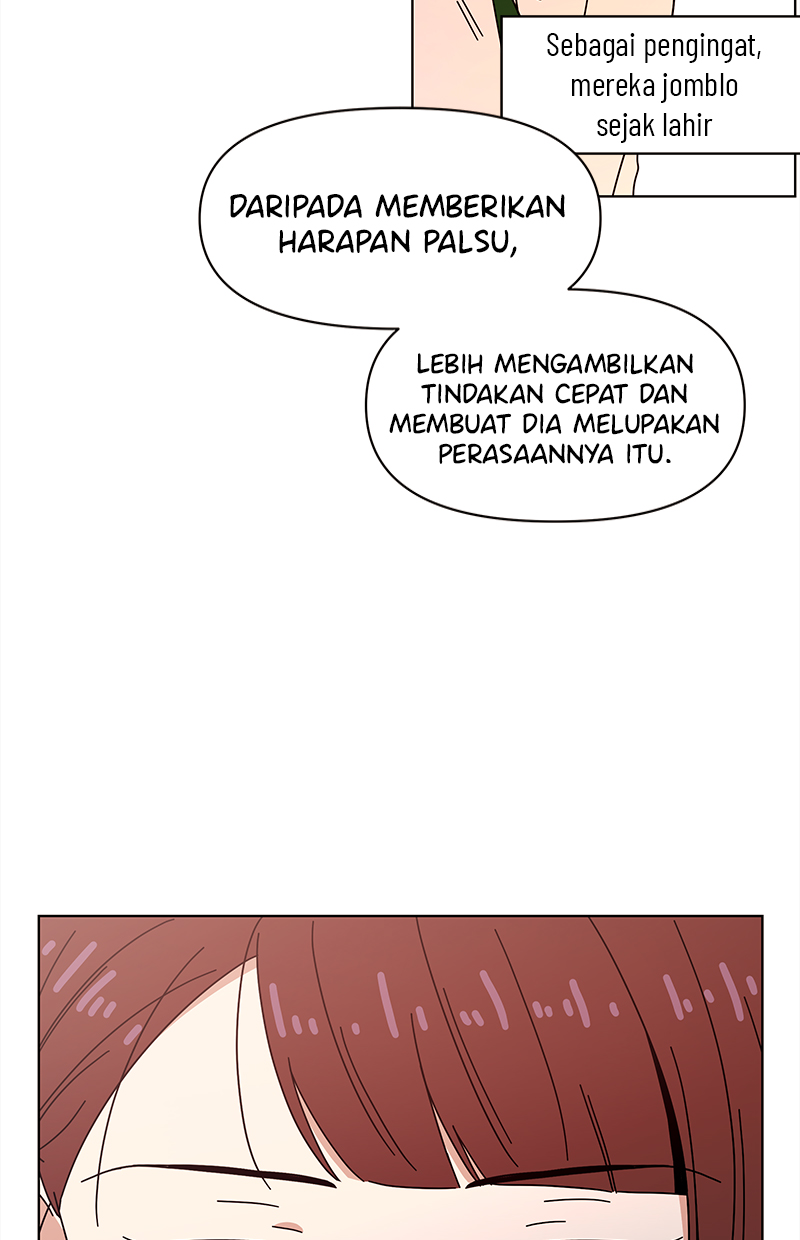 Sebagai pengingat,
mereka jomblo
sejak lahir
DARIPADA MEMBERIKAN
HARAPAN PALSU,
LEBIH MENGAMBILKAN
TINDAKAN CEPAT DAN
MEMBUAT DIA MELUPAKAN
PERASAANNYA ITU.